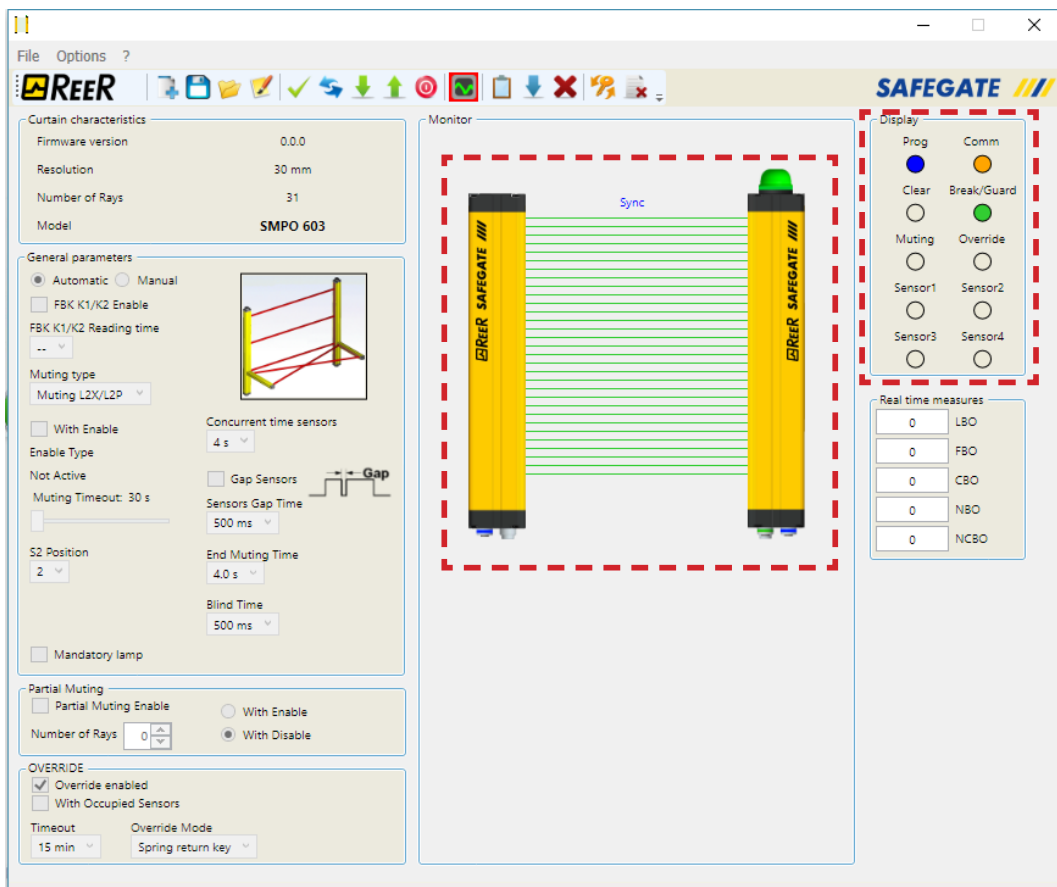 File Options ?
REER
SAFEGATE
Curtain characteristics
Firmware version 0.0.0
Resolution 30 mm
Number of Rays 31
Model SMPO 603
General parameters
Automatic Manual
FBK K1/K2 Enable
FBK K1/K2 Reading time
--
Muting type
Muting L2X/L2P
With Enable
Enable Type
Not Active
Muting Timeout: 30 s
S2 Position
2
Concurrent time sensors
4 s
Gap Sensors
Gap
Sensors Gap Time
500 ms
End Muting Time
4.0 s
Blind Time
500 ms
Mandatory lamp
Partial Muting
Partial Muting Enable
With Enable
Number of Rays 0
With Disable
OVERRIDE
Override enabled
With Occupied Sensors
Timeout Override Mode
15 min Spring return key
Monitor
Sync
REER SAFEGATE
REER SAFEGATE
Display
Prog Comm
Clear Break/Guard
Muting Override
Sensor1 Sensor2
Sensor3 Sensor4
Real time measures
0 LBO
0 FBO
0 CBO
0 NBO
0 NCBO